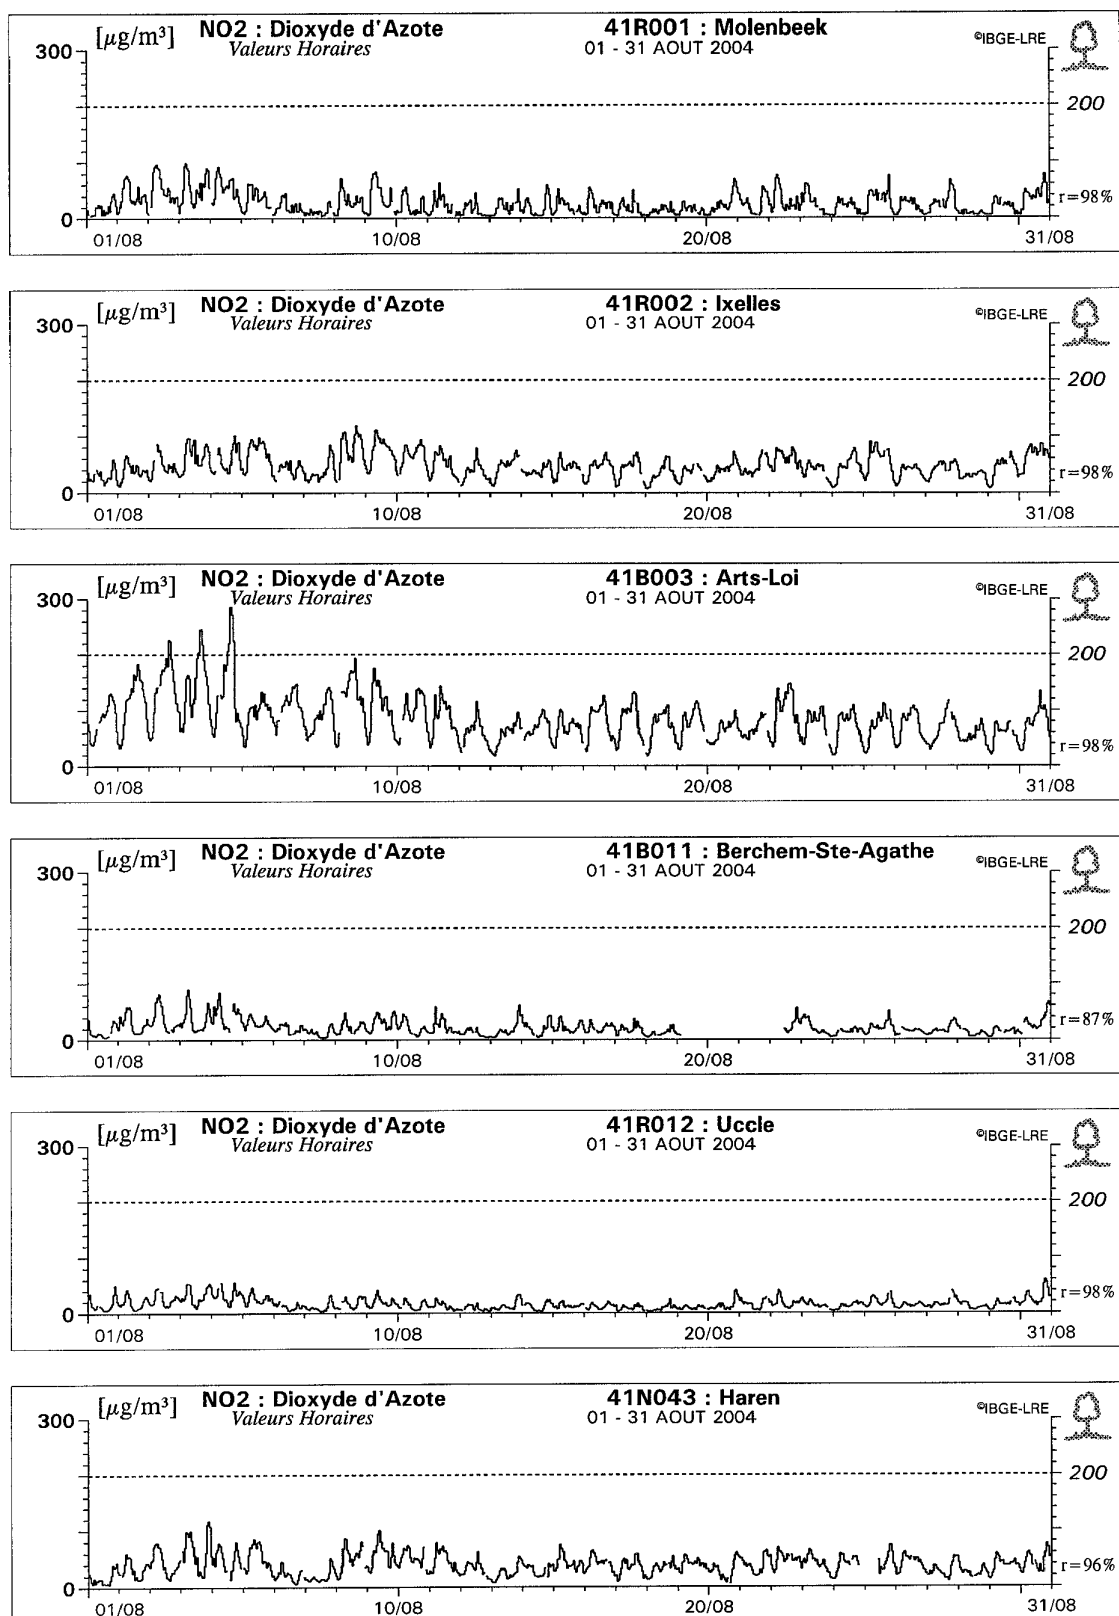 [μg/m³] NO2 : Dioxyde d'Azote 41R001 : Molenbeek ©IBGE-LRE
Valeurs Horaires 01 - 31 AOUT 2004
300
200
0
r=98%
01/08 10/08 20/08 31/08
[μg/m³] NO2 : Dioxyde d'Azote 41R002 : Ixelles ©IBGE-LRE
Valeurs Horaires 01 - 31 AOUT 2004
300
200
0
r=98%
01/08 10/08 20/08 31/08
[μg/m³] NO2 : Dioxyde d'Azote 41B003 : Arts-Loi ©IBGE-LRE
Valeurs Horaires 01 - 31 AOUT 2004
300
200
0
r=98%
01/08 10/08 20/08 31/08
[μg/m³] NO2 : Dioxyde d'Azote 41B011 : Berchem-Ste-Agathe ©IBGE-LRE
Valeurs Horaires 01 - 31 AOUT 2004
300
200
0
r=87%
01/08 10/08 20/08 31/08
[μg/m³] NO2 : Dioxyde d'Azote 41R012 : Uccle ©IBGE-LRE
Valeurs Horaires 01 - 31 AOUT 2004
300
200
0
r=98%
01/08 10/08 20/08 31/08
[μg/m³] NO2 : Dioxyde d'Azote 41N043 : Haren ©IBGE-LRE
Valeurs Horaires 01 - 31 AOUT 2004
300
200
0
r=96%
01/08 10/08 20/08 31/08